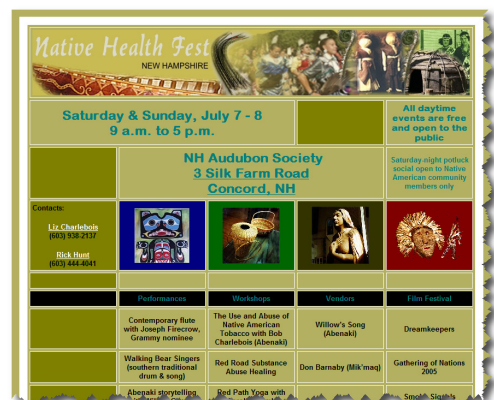 Native Health Fest
NEW HAMPSHIRE
Saturday & Sunday, July 7 - 8
9 a.m. to 5 p.m.
All daytime
events are free
and open to the
public
NH Audubon Society
3 Silk Farm Road
Concord, NH
Saturday-night potluck
social open to Native
American community
members only
Contacts:
Liz Charlebois
(603) 938-2137
Rick Hunt
(603) 444-4041
Performances
Workshops
Vendors
Film Festival
Contemporary flute
with Joseph Firecrow,
Grammy nominee
The Use and Abuse of
Native American
Tobacco with Bob
Charlebois (Abenaki)
Willow's Song
(Abenaki)
Dreamkeepers
Walking Bear Singers
(southern traditional
drum & song)
Red Road Substance
Abuse Healing
Don Barnaby (Mik'maq)
Gathering of Nations
2005
Abenaki storytelling
Red Path Yoga with
Smoke Signals